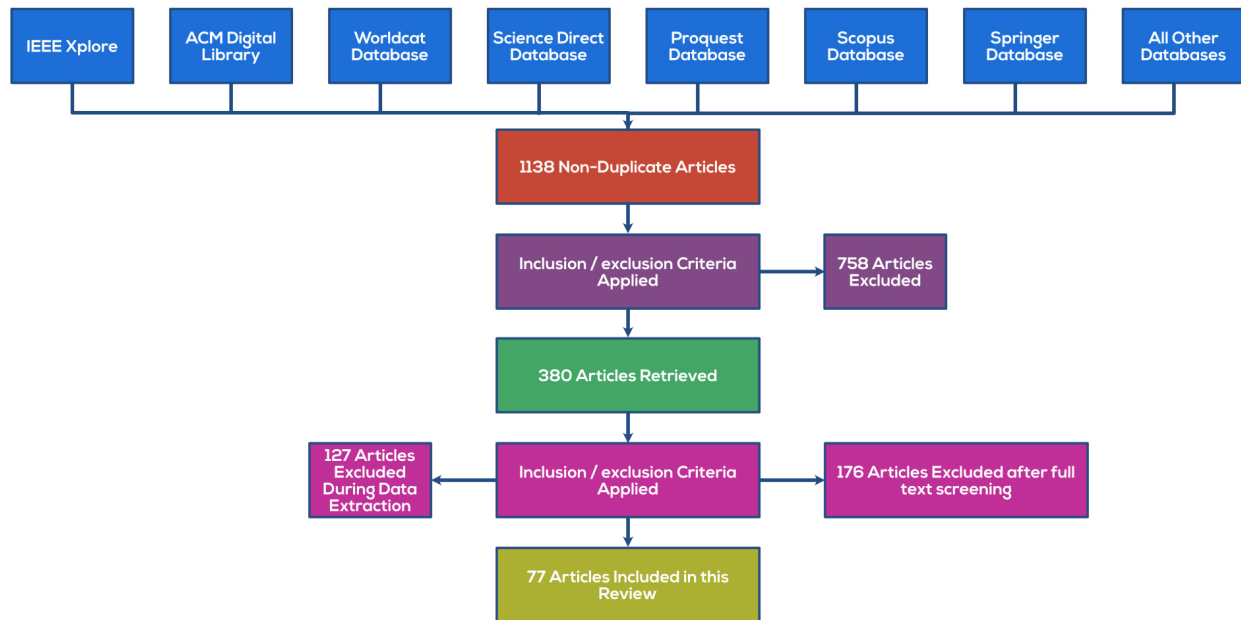 IEEE Xplore
ACM Digital
Library
Worldcat
Database
Science Direct
Database
Proquest
Database
Scopus
Database
Springer
Database
All Other
Databases
1138 Non-Duplicate Articles
Inclusion / exclusion Criteria
Applied
758 Articles
Excluded
380 Articles Retrieved
127 Articles
Excluded
During Data
Extraction
Inclusion / exclusion Criteria
Applied
176 Articles Excluded after full
text screening
77 Articles Included in this
Review